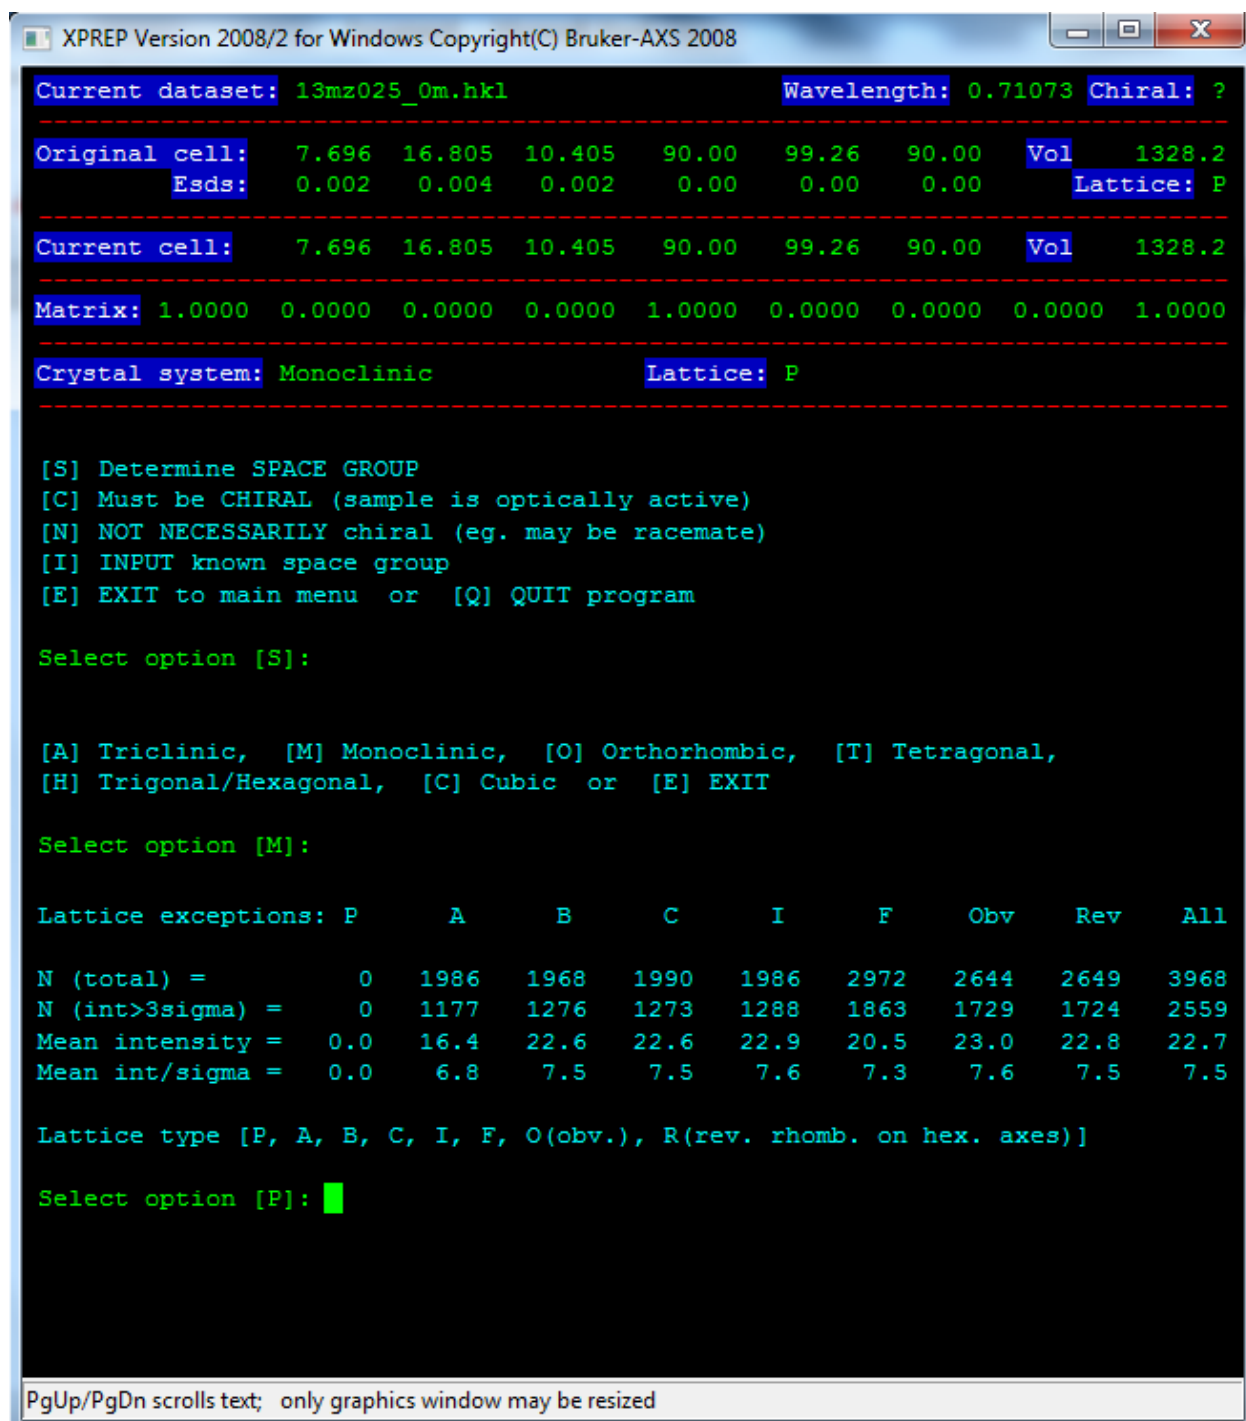 XPREP Version 2008/2 for Windows Copyright(C) Bruker-AXS 2008
Current dataset: 13mz025_0m.hkl Wavelength: 0.71073 Chiral: ?
Original cell: 7.696 16.805 10.405 90.00 99.26 90.00 Vol 1328.2
Esds: 0.002 0.004 0.002 0.00 0.00 0.00 Lattice: P
Current cell: 7.696 16.805 10.405 90.00 99.26 90.00 Vol 1328.2
Matrix: 1.0000 0.0000 0.0000 0.0000 1.0000 0.0000 0.0000 0.0000 1.0000
Crystal system: Monoclinic Lattice: P
[S] Determine SPACE GROUP
[C] Must be CHIRAL (sample is optically active)
[N] NOT NECESSARILY chiral (eg. may be racemate)
[I] INPUT known space group
[E] EXIT to main menu or [Q] QUIT program
Select option [S]:
[A] Triclinic, [M] Monoclinic, [O] Orthorhombic, [T] Tetragonal,
[H] Trigonal/Hexagonal, [C] Cubic or [E] EXIT
Select option [M]:
Lattice exceptions: P A B C I F Obv Rev All
N (total) = 0 1986 1968 1990 1986 2972 2644 2649 3968
N (int>3sigma) = 0 1177 1276 1273 1288 1863 1729 1724 2559
Mean intensity = 0.0 16.4 22.6 22.6 22.9 20.5 23.0 22.8 22.7
Mean int/sigma = 0.0 6.8 7.5 7.5 7.6 7.3 7.6 7.5 7.5
Lattice type [P, A, B, C, I, F, O(obv.), R(rev. rhomb. on hex. axes)]
Select option [P]:
PgUp/PgDn scrolls text; only graphics window may be resized